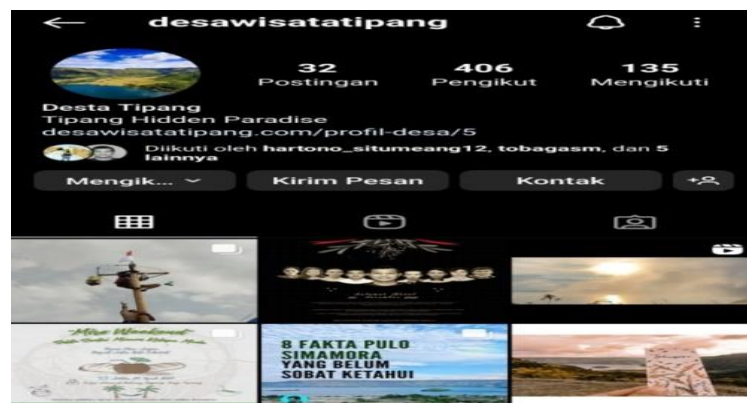 desawisatatipang
32 406 135
Postingan Pengikut Mengikuti
Desta Tipang
Tipang Hidden Paradise
desawisatatipang.com/profil-desa/5
Diikuti oleh hartono_situmeang12, tobagasm, dan 5
lainnya
Mengik... Kirim Pesan Kontak
"Mira Weekend"
8 FAKTA PULO
SIMAMORA
YANG BELUM
SOBAT KETAHUI